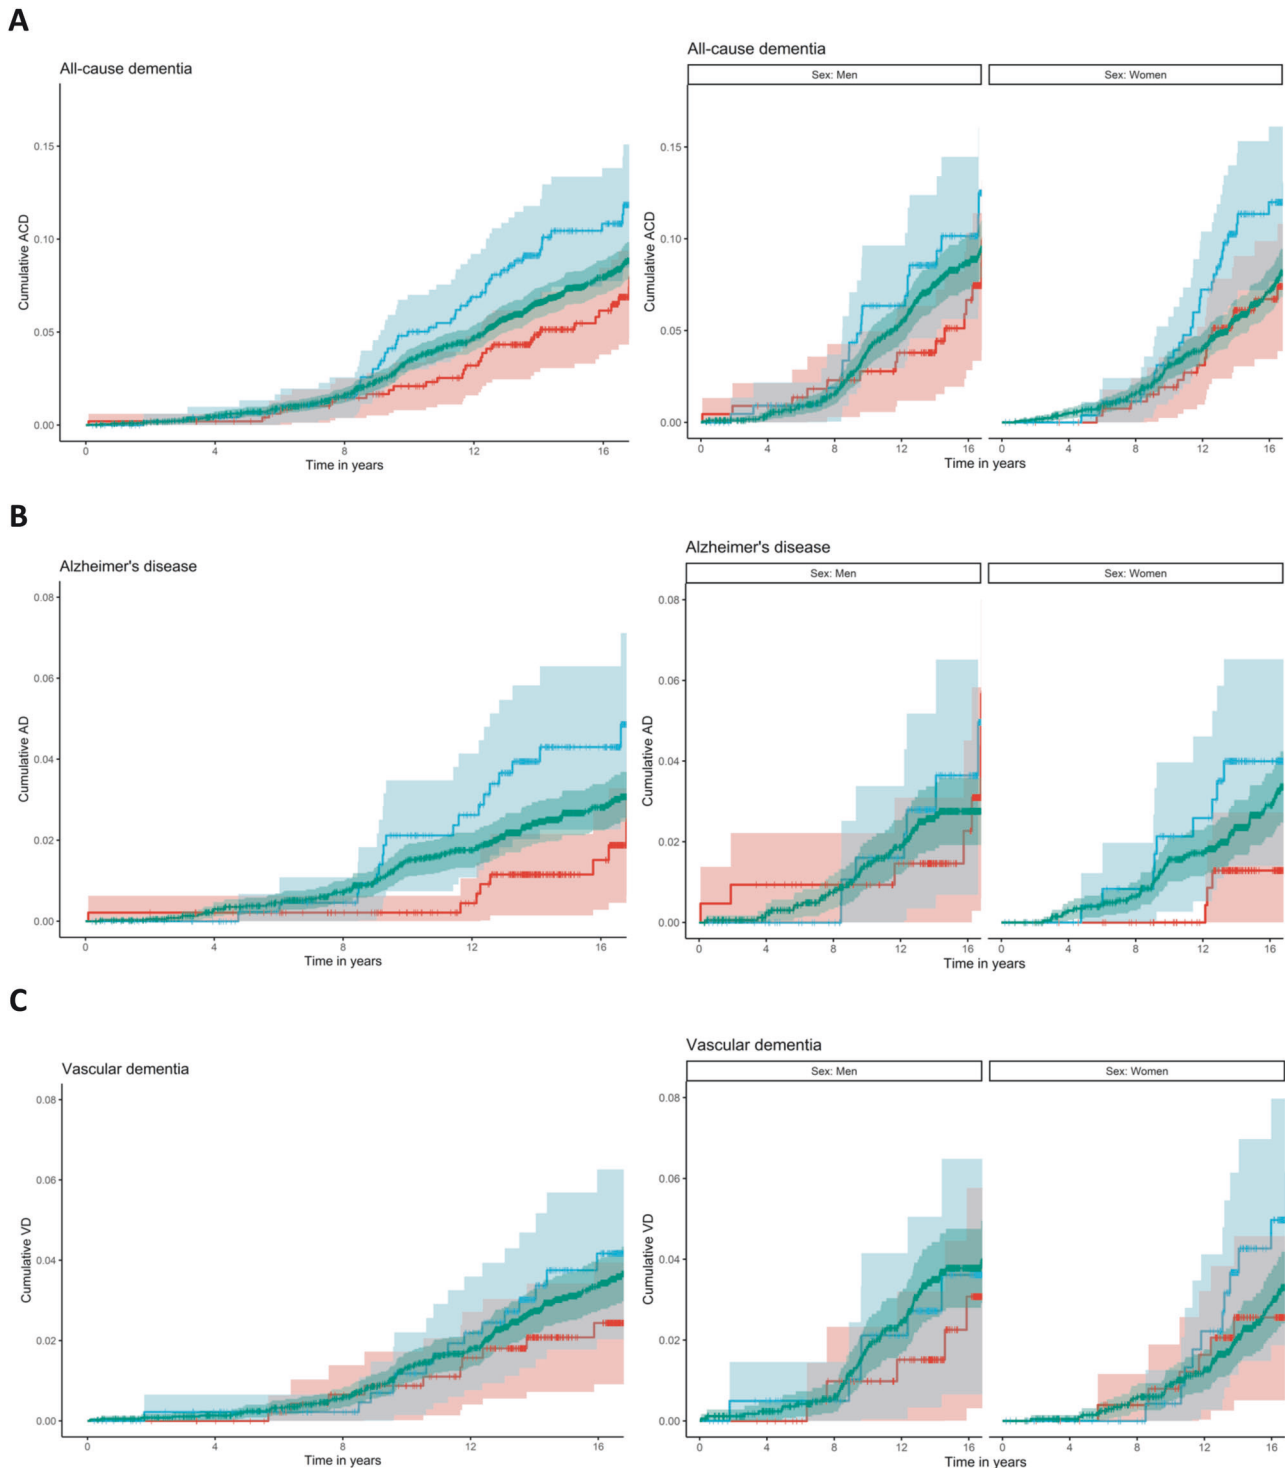 A
All-cause dementia
Cumulative ACD
0.15
0.10
0.05
0.00
0 4 8 12 16
Time in years
All-cause dementia
Sex: Men Sex: Women
Cumulative ACD
0.15
0.10
0.05
0.00
0 4 8 12 16 0 4 8 12 16
Time in years
B
Alzheimer's disease
Cumulative AD
0.08
0.06
0.04
0.02
0.00
0 4 8 12 16
Time in years
Alzheimer's disease
Sex: Men Sex: Women
Cumulative AD
0.08
0.06
0.04
0.02
0.00
0 4 8 12 16 0 4 8 12 16
Time in years
C
Vascular dementia
Cumulative VD
0.08
0.06
0.04
0.02
0.00
0 4 8 12 16
Time in years
Vascular dementia
Sex: Men Sex: Women
Cumulative VD
0.08
0.06
0.04
0.02
0.00
0 4 8 12 16 0 4 8 12 16
Time in years